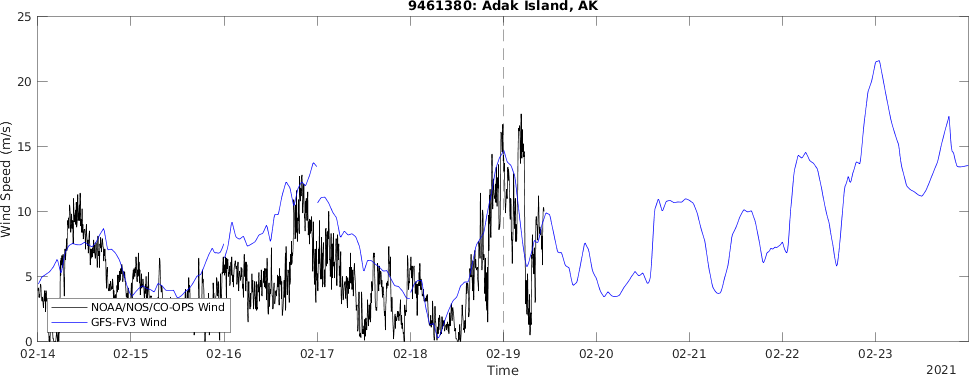 9461380: Adak Island, AK
25
20
15
10
5
0
Wind Speed (m/s)
NOAA/NOS/CO-OPS Wind
GFS-FV3 Wind
02-14 02-15 02-16 02-17 02-18 02-19 02-20 02-21 02-22 02-23
Time
2021